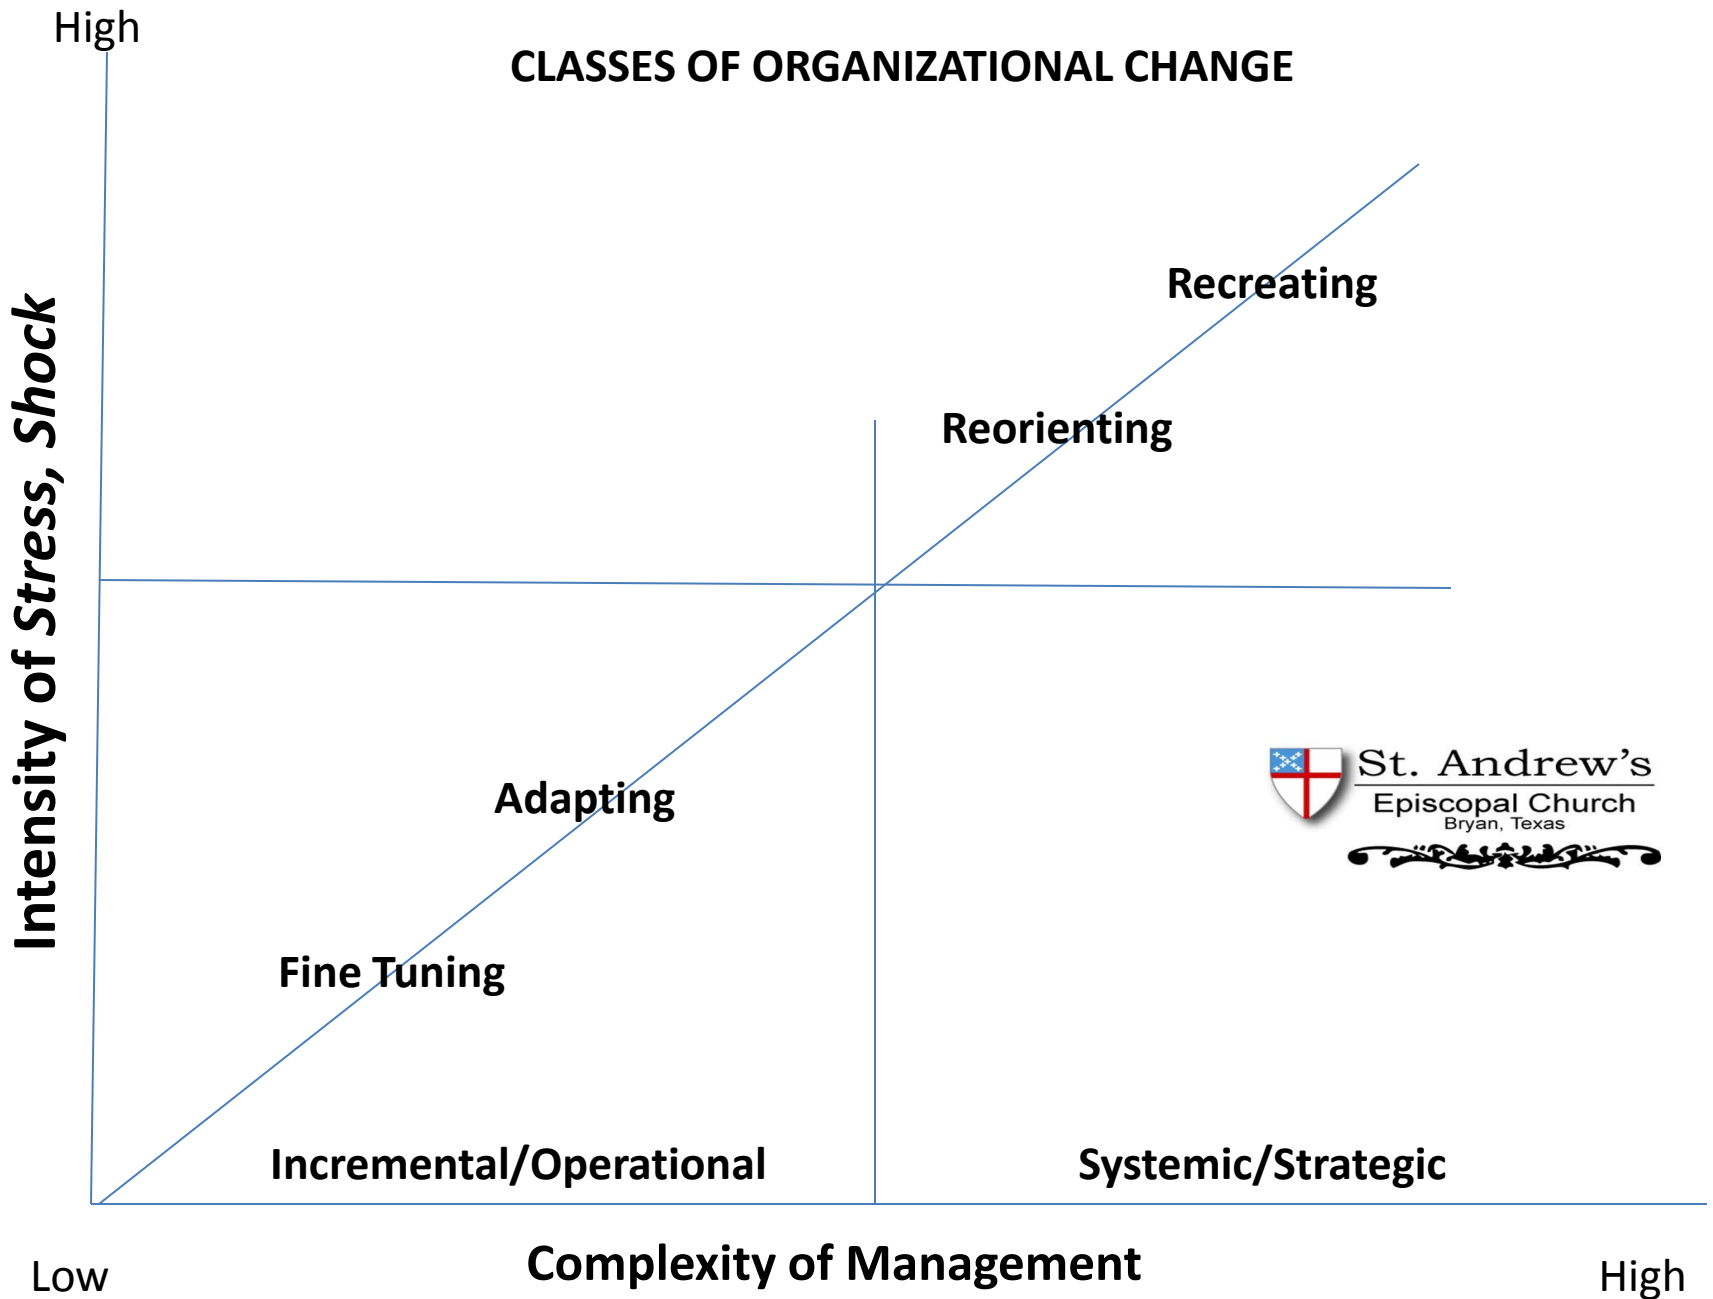 High
CLASSES OF ORGANIZATIONAL CHANGE
Recreating
Reorienting
Intensity of Stress, Shock
Adapting
St. Andrew's
Episcopal Church
Bryan, Texas
Fine Tuning
Incremental/Operational
Systemic/Strategic
Complexity of Management
Low
High